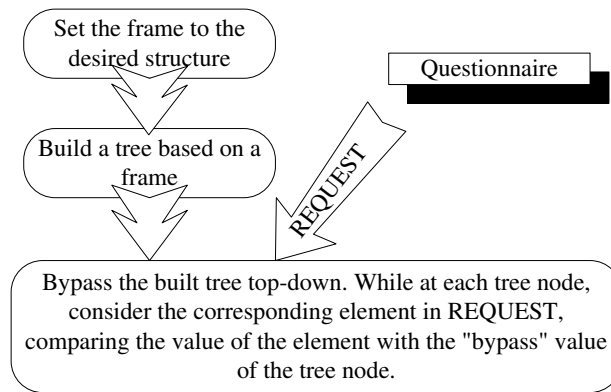 Set the frame to the
desired structure
Questionnaire
Build a tree based on a
frame
REQUEST
Bypass the built tree top-down. While at each tree node,
consider the corresponding element in REQUEST,
comparing the value of the element with the "bypass" value
of the tree node.